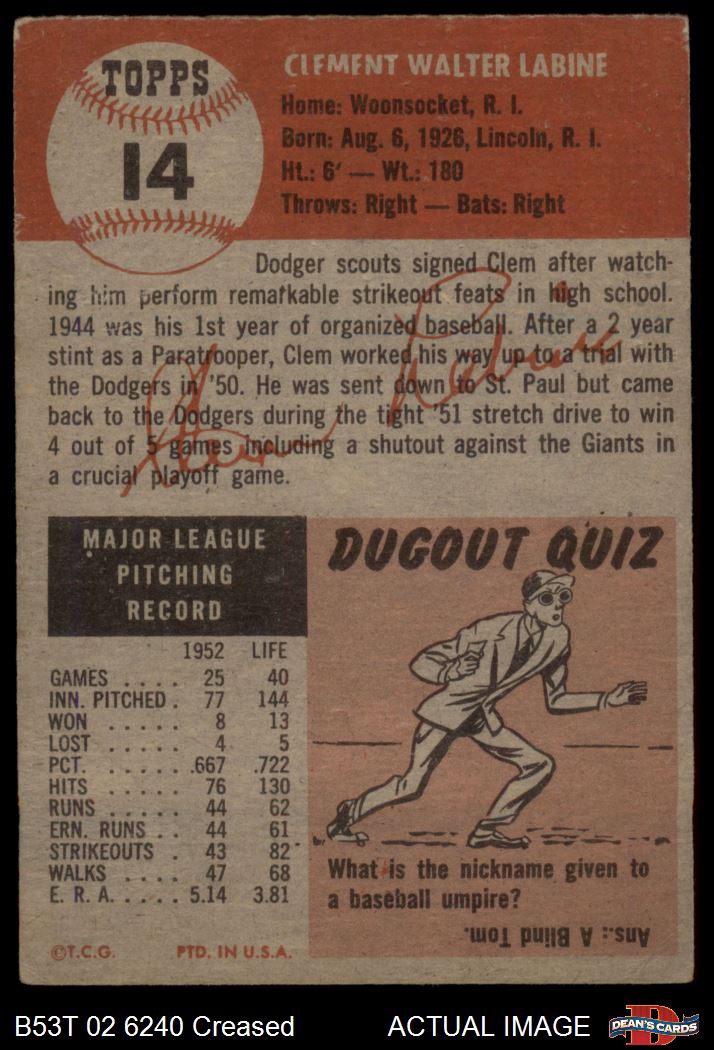 TOPPS
14
CLEMENT WALTER LABINE
Home: Woonsocket, R. I.
Born: Aug. 6, 1926, Lincoln, R. I.
Ht.: 6' — Wt.: 180
Throws: Right — Bats: Right
Dodger scouts signed Clem after watch-
ing him perform remarkable strikeout feats in high school.
1944 was his 1st year of organized baseball. After a 2 year
stint as a Paratrooper, Clem worked his way up to a trial with
the Dodgers in '50. He was sent down to St. Paul but came
back to the Dodgers during the tight '51 stretch drive to win
4 out of 5 games including a shutout against the Giants in
a crucial playoff game.
Clem Labine
MAJOR LEAGUE
PITCHING
RECORD
1952 LIFE
GAMES . . . . 25 40
INN. PITCHED . 77 144
WON . . . . . 8 13
LOST . . . . . 4 5
PCT. . . . . . .667 .722
HITS . . . . . 76 130
RUNS . . . . . 44 62
ERN. RUNS . . 44 61
STRIKEOUTS . 43 82
WALKS . . . . 47 68
E. R. A. . . . . 5.14 3.81
©T.C.G. PTD. IN U.S.A.
DUGOUT QUIZ
What is the nickname given to
a baseball umpire?
Ans.: A Blind Tom.
B53T 02 6240 Creased ACTUAL IMAGE
DEAN'S CARDS